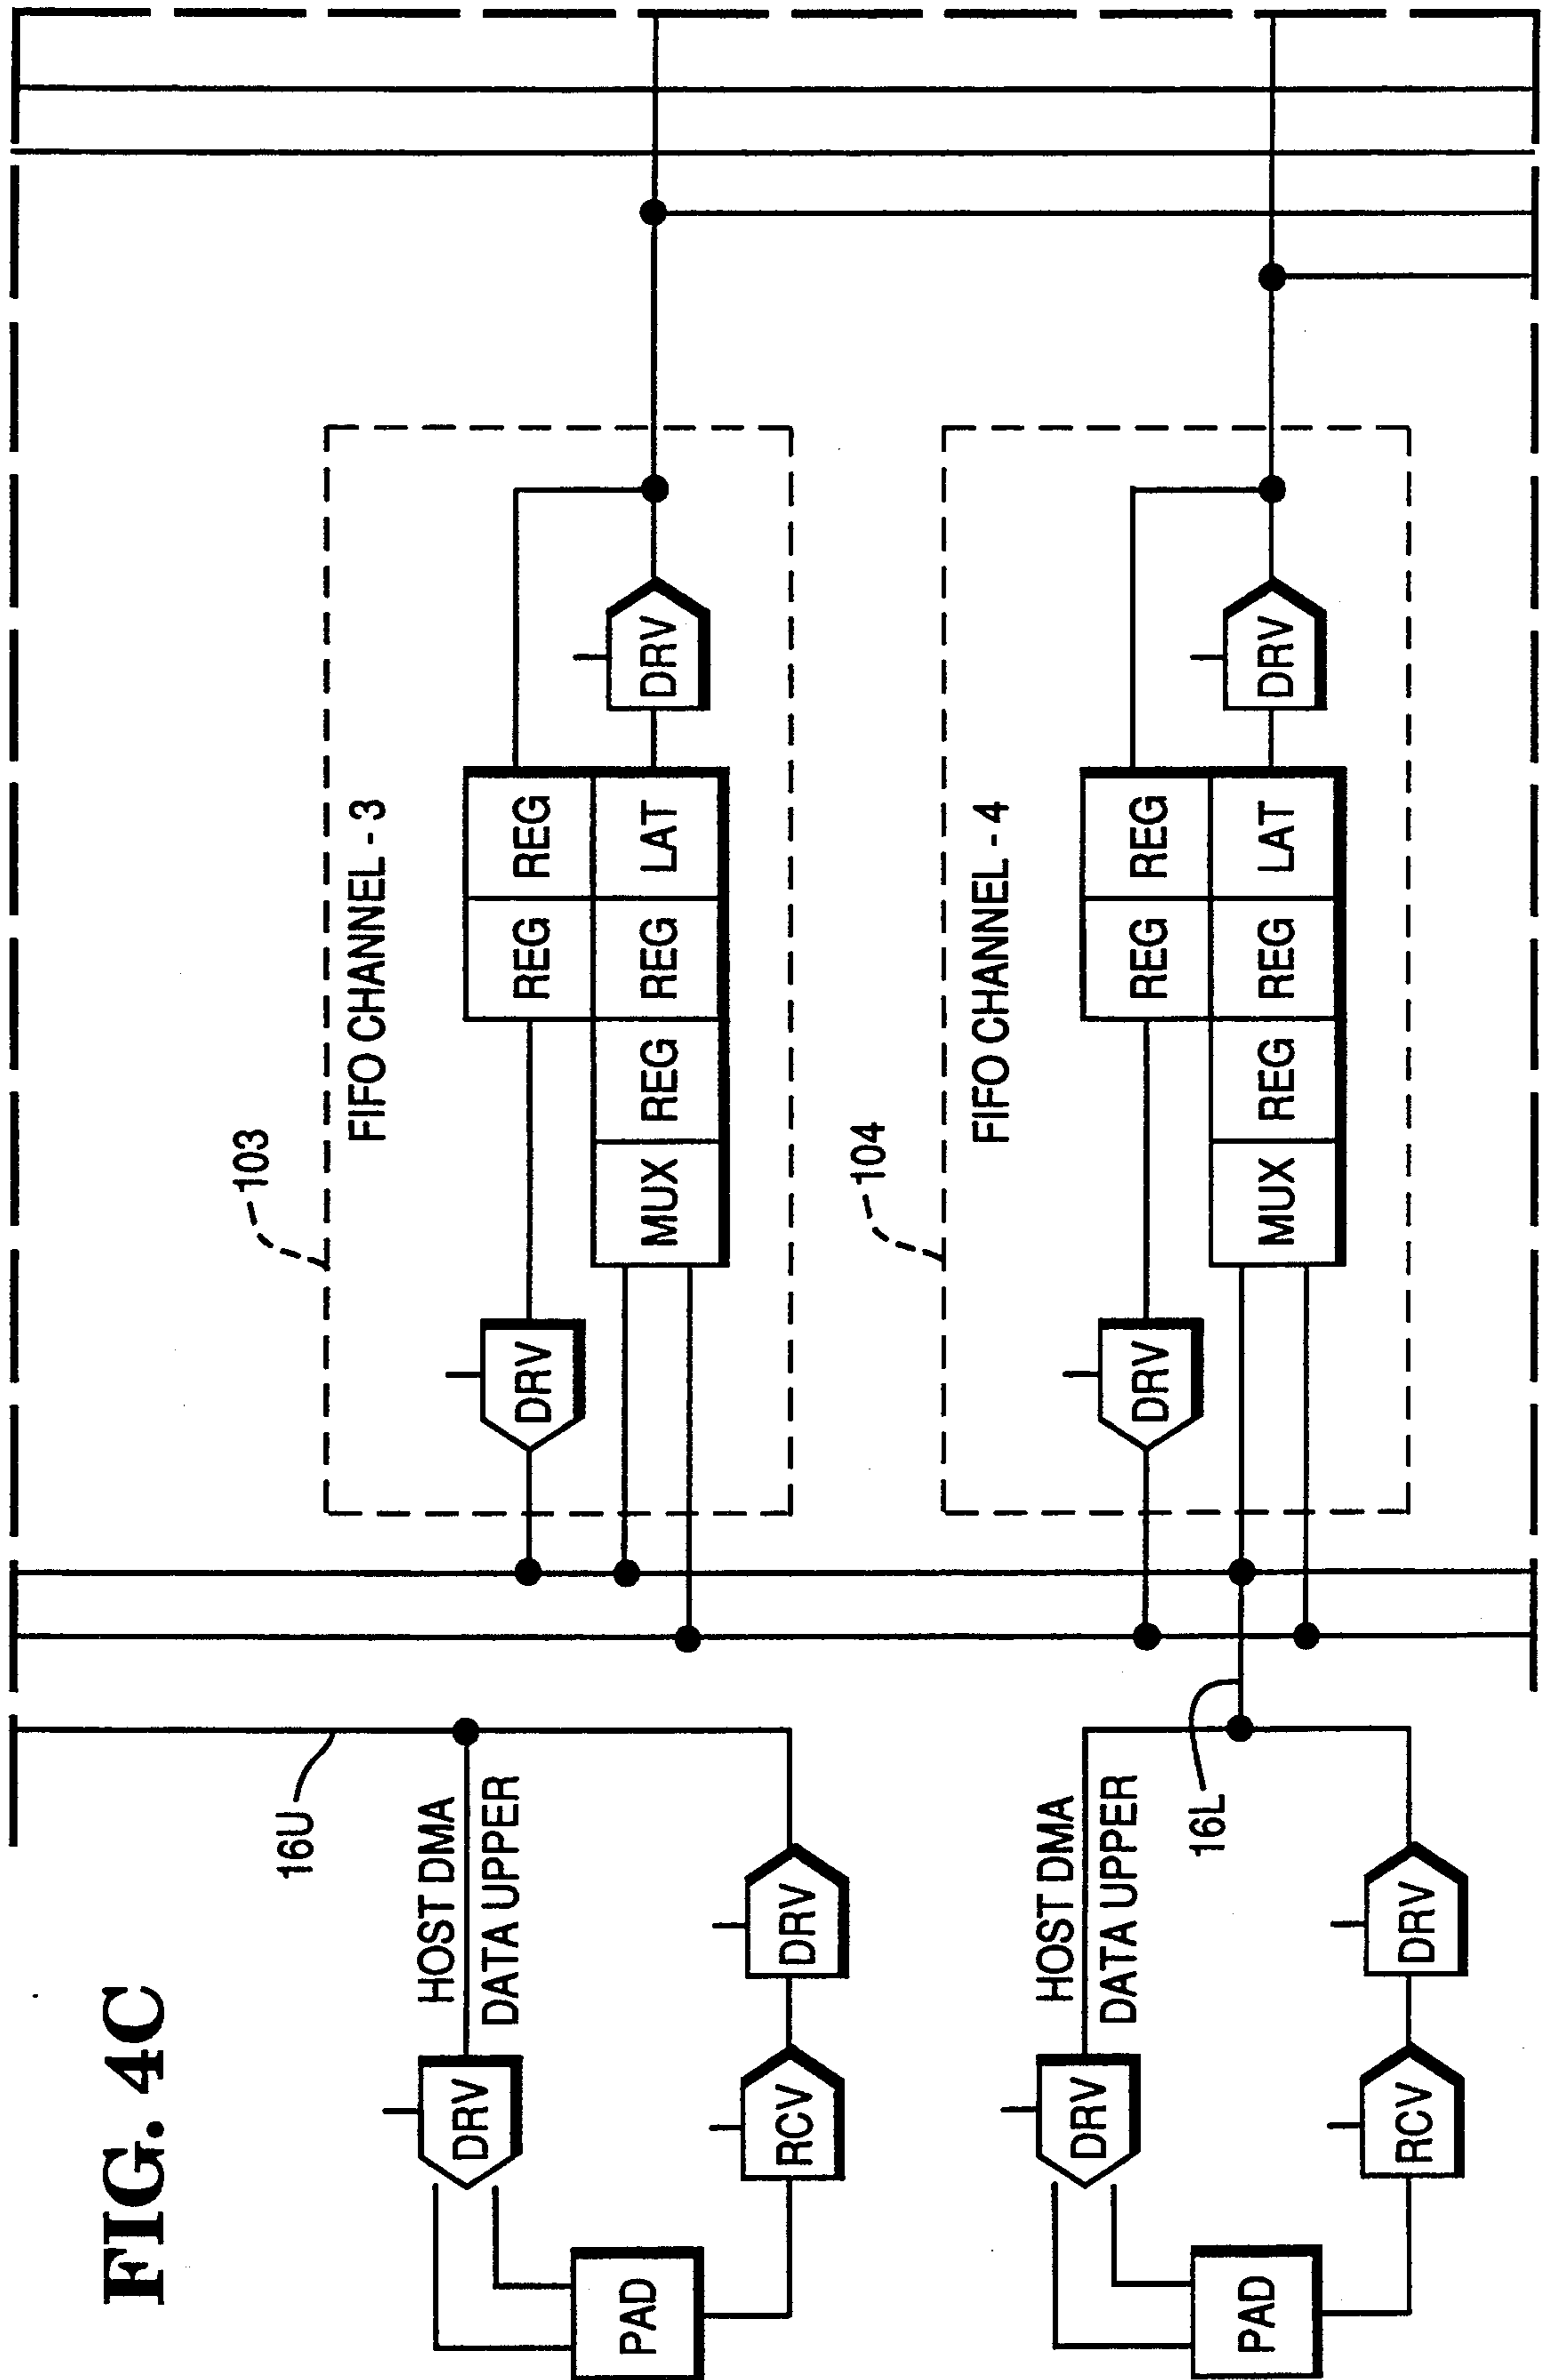 FIG. 4C
16U
HOST DMA
DATA UPPER
DRV
PAD
RCV
DRV
103
FIFO CHANNEL - 3
DRV
REG
REG
MUX
REG
REG
LAT
DRV
16L
HOST DMA
DATA UPPER
DRV
PAD
RCV
DRV
104
FIFO CHANNEL - 4
DRV
REG
REG
MUX
REG
REG
LAT
DRV